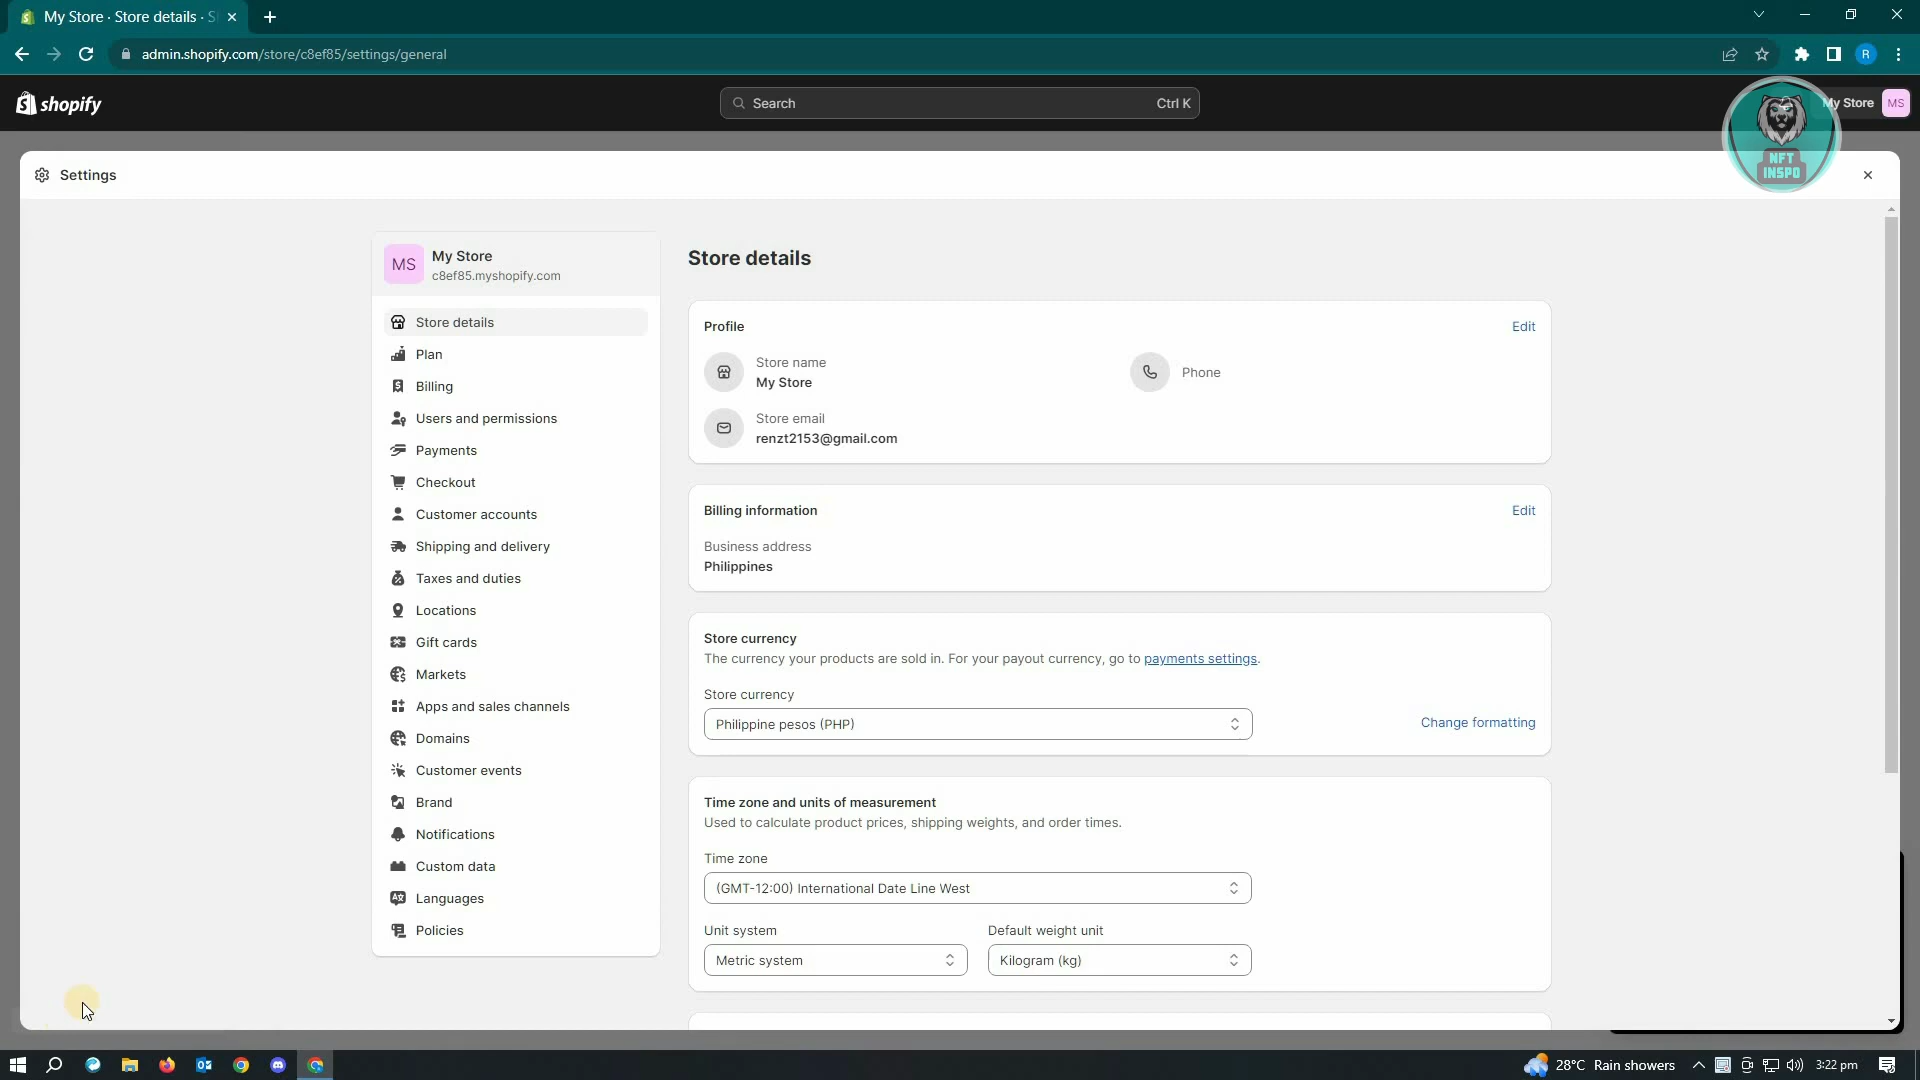 My Store · Store details · S
admin.shopify.com/store/c8ef85/settings/general
R
shopify
Search
Ctrl K
My Store
MS
NFT
INSPO
Settings
MS
My Store
c8ef85.myshopify.com
Store details
Plan
Billing
Users and permissions
Payments
Checkout
Customer accounts
Shipping and delivery
Taxes and duties
Locations
Gift cards
Markets
Apps and sales channels
Domains
Customer events
Brand
Notifications
Custom data
Languages
Policies
Store details
Profile
Edit
Store name
My Store
Phone
Store email
renzt2153@gmail.com
Billing information
Edit
Business address
Philippines
Store currency
The currency your products are sold in. For your payout currency, go to payments settings.
Store currency
Philippine pesos (PHP)
Change formatting
Time zone and units of measurement
Used to calculate product prices, shipping weights, and order times.
Time zone
(GMT-12:00) International Date Line West
Unit system
Default weight unit
Metric system
Kilogram (kg)
28°C Rain showers
3:22 pm